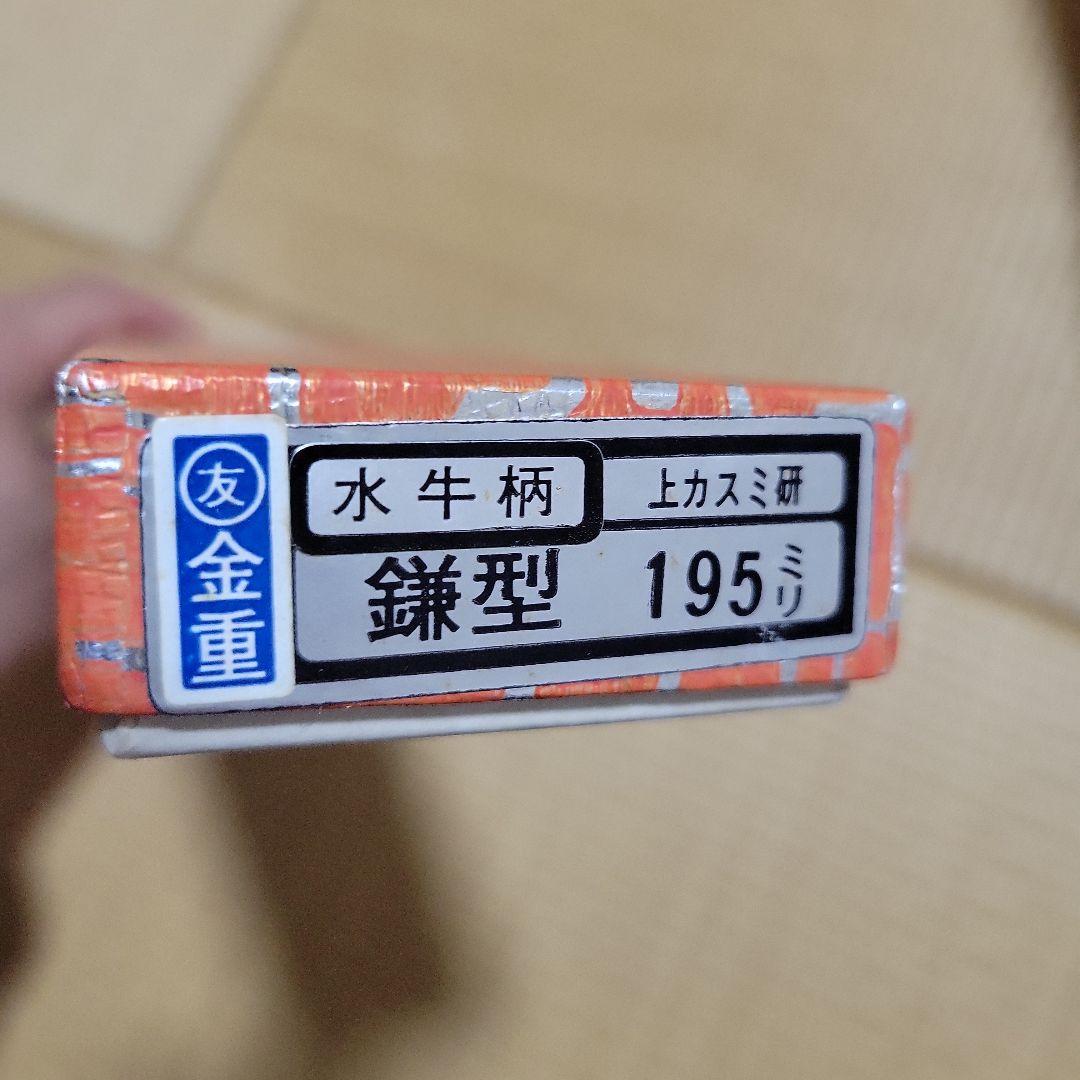 友
金重
水牛柄
上カスミ研
鎌型 195ミリ